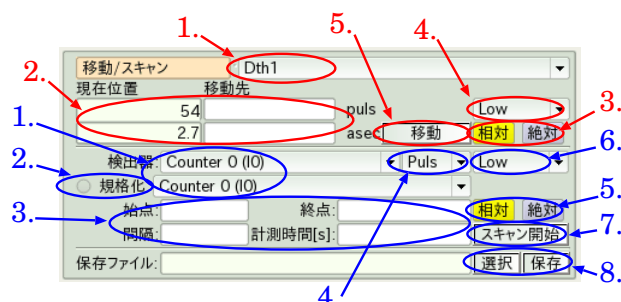 1. 5. 4.
移動/スキャン Dth1
2. 現在位置 移動先
54 puls Low 3.
1. 2.7 asec 移動 相対 絶対
検出器: Counter 0 (I0) Puls Low 6.
2. 規格化 Counter 0 (I0)
3. 始点: 終点: 相対 絶対 5.
間隔: 計測時間[s]: スキャン開始 7.
保存ファイル: 選択 保存 8.
4.